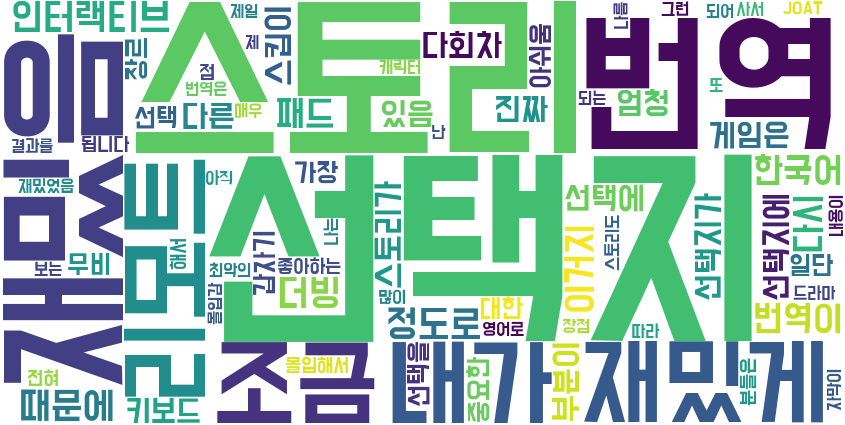 인터랙티브
스토리
번역
음
재밌
선택지
리모트
조금
내가
재밌게
제일
제
스킵이
다회차
아쉬움
나름
그런
되어
사서
JOAT
장르
점
번역은
캐릭터
선택
다른
매우
패드
있음
난
진짜
되는
엄청
또
게임은
결과를
됩니다
재밌었음
아직
가장
한국어
보는
무비
해서
최악의
갑자기
좋아하는
나는
스토리가
선택에
이거지
스토리도
선택지가
선택지에
다시
내용이
일단
드라마
몰입감
더빙
많이
정도로
대한
영어로
장점
따라
번역이
전혀
때문에
키보드
몰입해서
선택을
중요한
부분이
분들은
자막이